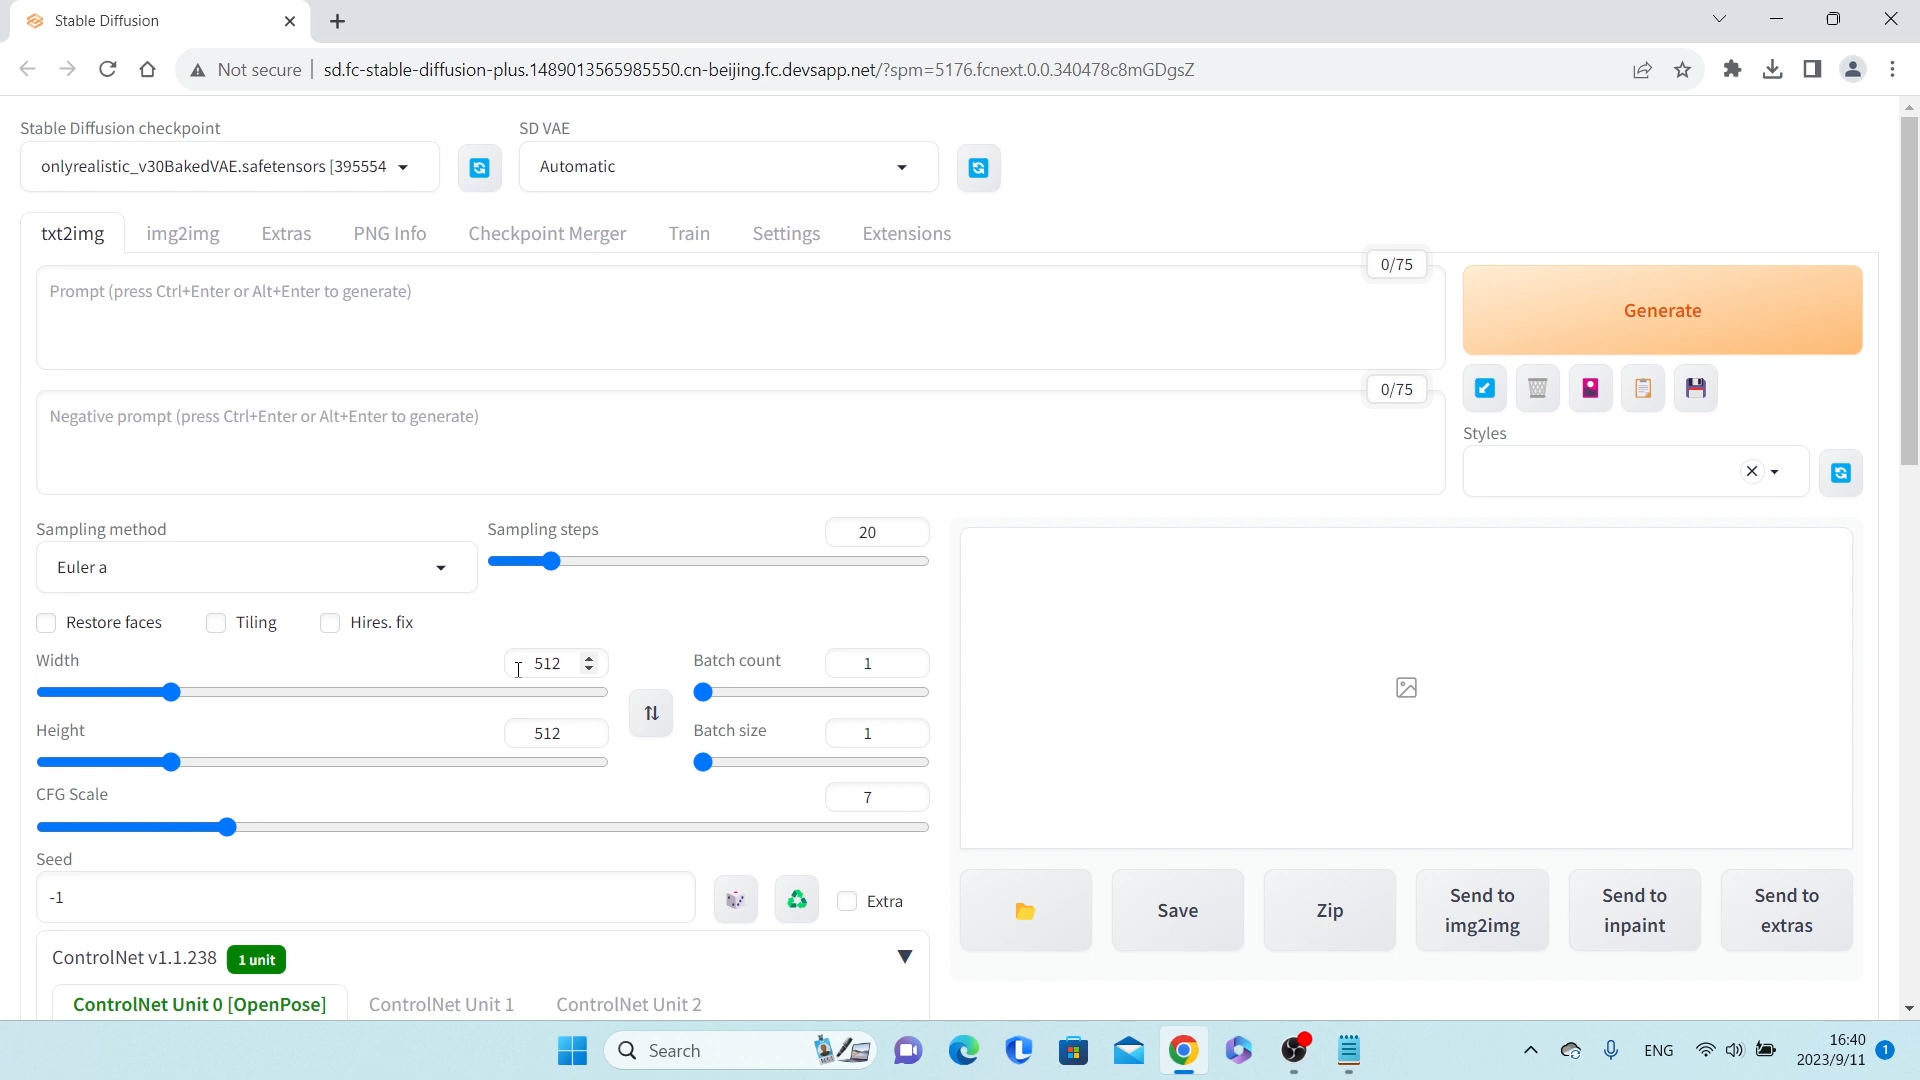 Stable Diffusion
Not secure | sd.fc-stable-diffusion-plus.1489013565985550.cn-beijing.fc.devsapp.net/?spm=5176.fcnext.0.0.340478c8mGDgsZ
Stable Diffusion checkpoint
SD VAE
onlyrealistic_v30BakedVAE.safetensors [395554
Automatic
txt2img img2img Extras PNG Info Checkpoint Merger Train Settings Extensions
0/75
Prompt (press Ctrl+Enter or Alt+Enter to generate)
Generate
0/75
Negative prompt (press Ctrl+Enter or Alt+Enter to generate)
Styles
Sampling method
Euler a
Sampling steps
20
Restore faces
Tiling
Hires. fix
Width
512
Batch count
1
Height
512
Batch size
1
CFG Scale
7
Seed
-1
Extra
Save
Zip
Send to
img2img
Send to
inpaint
Send to
extras
ControlNet v1.1.238
1 unit
ControlNet Unit 0 [OpenPose]
ControlNet Unit 1
ControlNet Unit 2
Search
ENG
16:40
2023/9/11
1